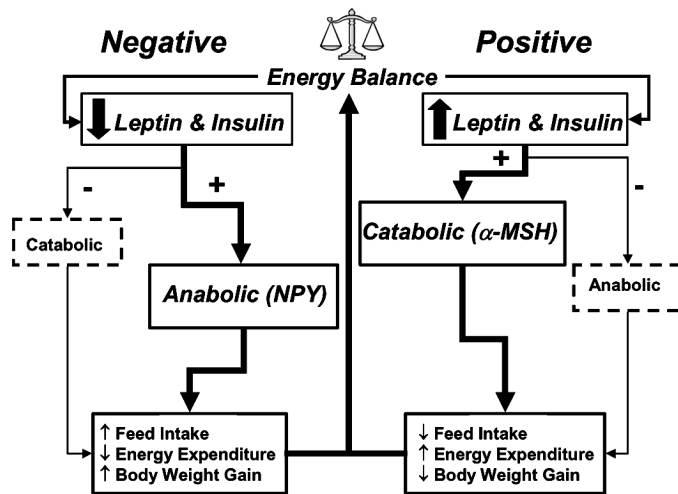 Negative
Positive
Energy Balance
Leptin & Insulin
Leptin & Insulin
-
+
+
-
Catabolic
Catabolic (α-MSH)
Anabolic (NPY)
Anabolic
↑ Feed Intake
↓ Energy Expenditure
↑ Body Weight Gain
↓ Feed Intake
↑ Energy Expenditure
↓ Body Weight Gain